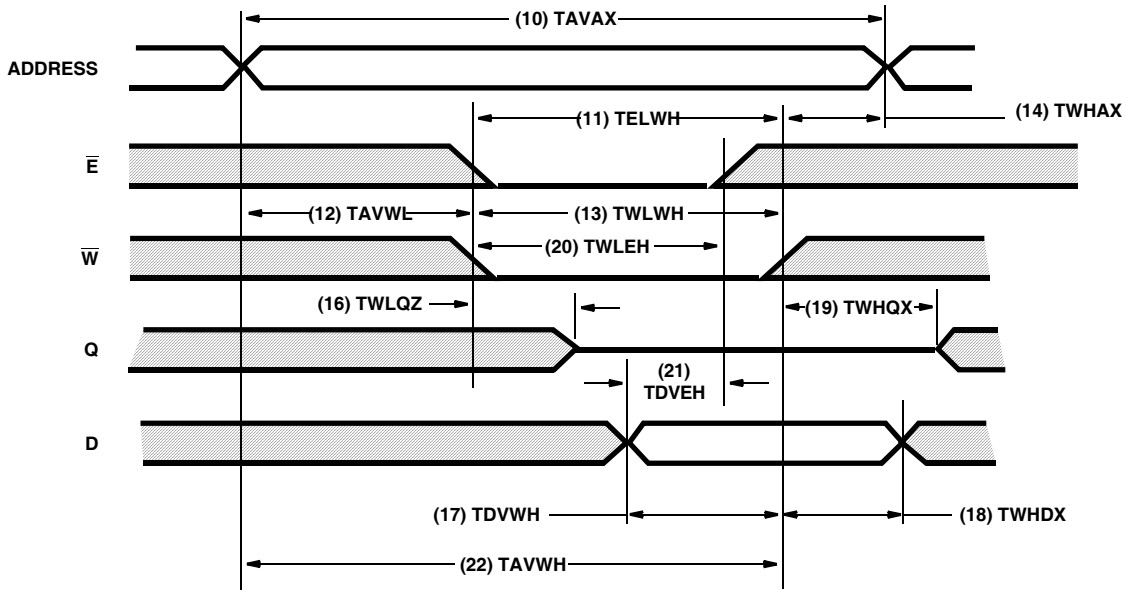 (10) TAVAX
ADDRESS
(11) TELWH
(14) TWHAX
E̅
(12) TAVWL
(13) TWLWH
(20) TWLEH
W̅
(16) TWLQZ
(19) TWHQX
Q
(21)
TDVEH
D
(17) TDVWH
(18) TWHDX
(22) TAVWH